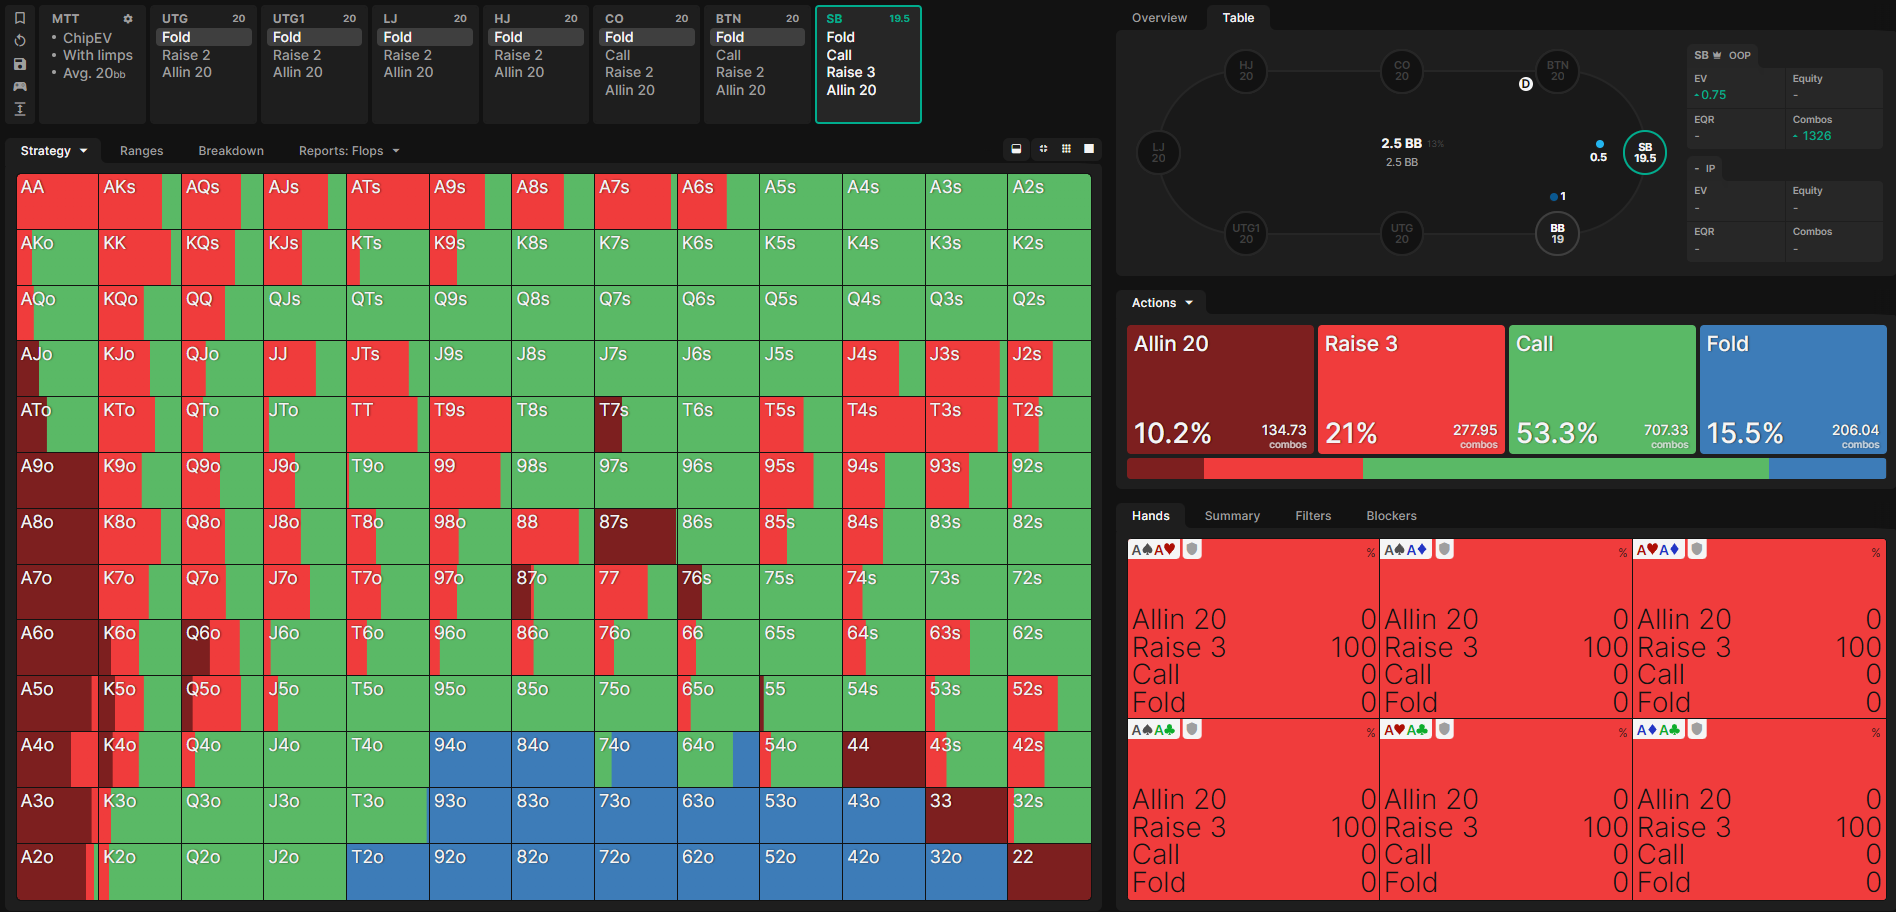 MTT
ChipEV
With limps
Avg. 20bb
UTG 20
Fold
Raise 2
Allin 20
UTG1 20
Fold
Raise 2
Allin 20
LJ 20
Fold
Raise 2
Allin 20
HJ 20
Fold
Raise 2
Allin 20
CO 20
Fold
Call
Raise 2
Allin 20
BTN 20
Fold
Call
Raise 2
Allin 20
SB 19.5
Fold
Call
Raise 3
Allin 20
Strategy Ranges Breakdown Reports: Flops
AA AKs AQs AJs ATs A9s A8s A7s A6s A5s A4s A3s A2s
AKo KK KQs KJs KTs K9s K8s K7s K6s K5s K4s K3s K2s
AQo KQo QQ QJs QTs Q9s Q8s Q7s Q6s Q5s Q4s Q3s Q2s
AJo KJo QJo JJ JTs J9s J8s J7s J6s J5s J4s J3s J2s
ATo KTo QTo JTo TT T9s T8s T7s T6s T5s T4s T3s T2s
A9o K9o Q9o J9o T9o 99 98s 97s 96s 95s 94s 93s 92s
A8o K8o Q8o J8o T8o 98o 88 87s 86s 85s 84s 83s 82s
A7o K7o Q7o J7o T7o 97o 87o 77 76s 75s 74s 73s 72s
A6o K6o Q6o J6o T6o 96o 86o 76o 66 65s 64s 63s 62s
A5o K5o Q5o J5o T5o 95o 85o 75o 65o 55 54s 53s 52s
A4o K4o Q4o J4o T4o 94o 84o 74o 64o 54o 44 43s 42s
A3o K3o Q3o J3o T3o 93o 83o 73o 63o 53o 43o 33 32s
A2o K2o Q2o J2o T2o 92o 82o 72o 62o 52o 42o 32o 22
Overview Table
HJ
20
CO
20
BTN
20
D
LJ
20
2.5 BB 13%
2.5 BB
0.5
SB
19.5
1
UTG1
20
UTG
20
BB
19
SB OOP
EV Equity
0.75 -
EQR Combos
- 1326
- IP
EV Equity
- -
EQR Combos
- -
Actions
Allin 20
10.2% 134.73
combos
Raise 3
21% 277.95
combos
Call
53.3% 707.33
combos
Fold
15.5% 206.04
combos
Hands Summary Filters Blockers
A♠A♥ %
Allin 20 0
Raise 3 100
Call 0
Fold 0
A♠A♦ %
Allin 20 0
Raise 3 100
Call 0
Fold 0
A♥A♦ %
Allin 20 0
Raise 3 100
Call 0
Fold 0
A♠A♣ %
Allin 20 0
Raise 3 100
Call 0
Fold 0
A♥A♣ %
Allin 20 0
Raise 3 100
Call 0
Fold 0
A♦A♣ %
Allin 20 0
Raise 3 100
Call 0
Fold 0